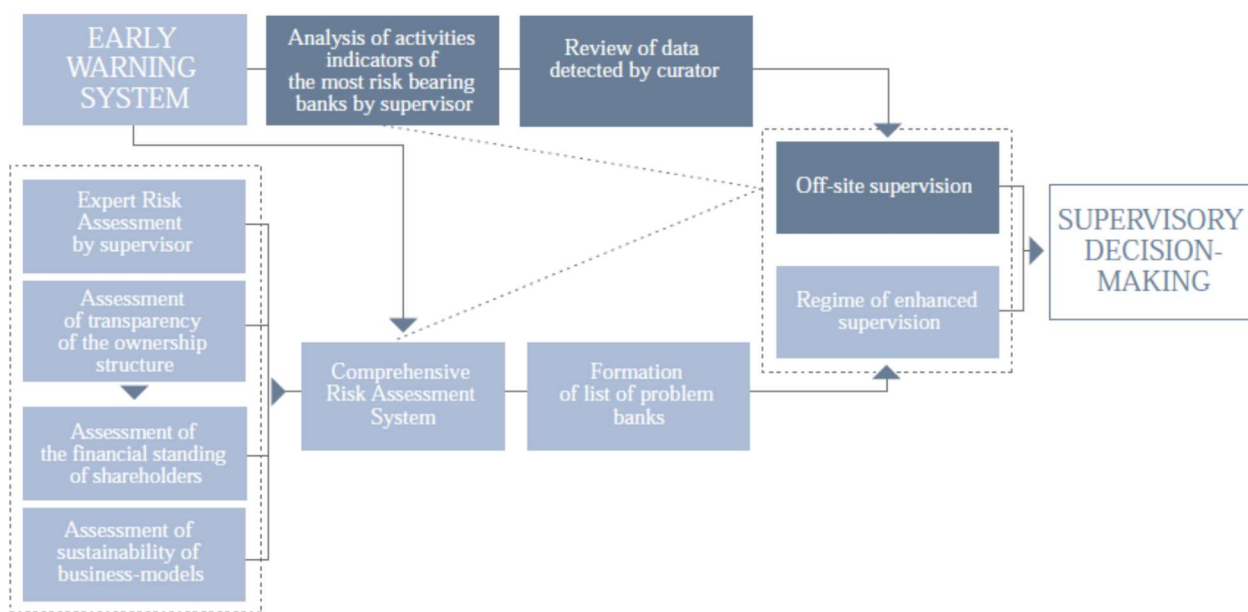 EARLY
WARNING
SYSTEM
Analysis of activities
indicators of
the most risk bearing
banks by supervisor
Review of data
detected by curator
Expert Risk
Assessment
by supervisor
Assessment
of transparency
of the ownership
structure
Assessment of
the financial standing
of shareholders
Assessment of
sustainability of
business-models
Comprehensive
Risk Assessment
System
Formation
of list of problem
banks
Off-site supervision
Regime of enhanced
supervision
SUPERVISORY
DECISION-
MAKING